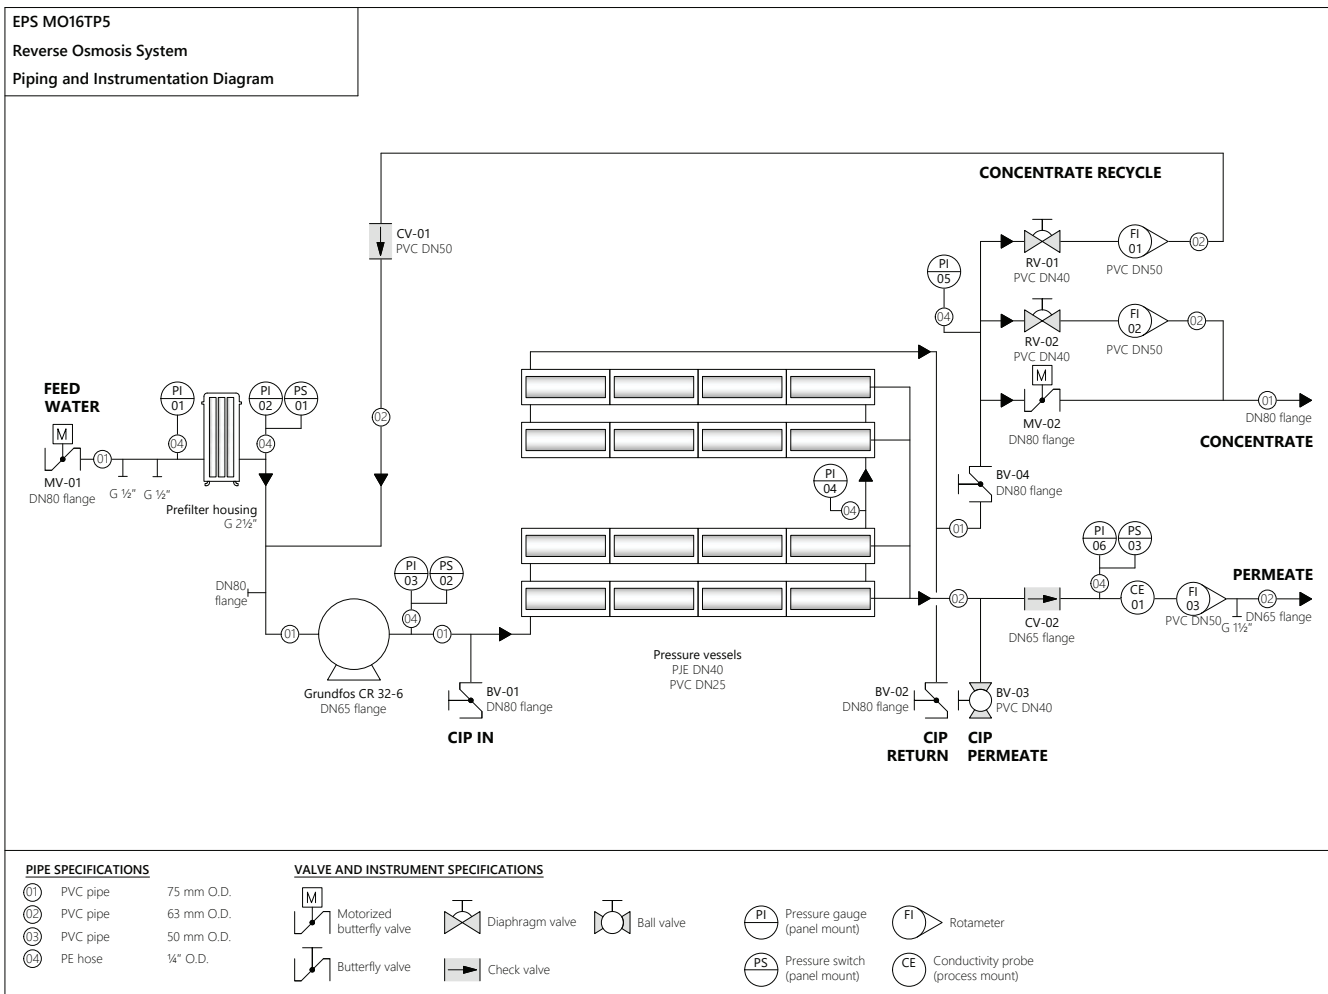 EPS MO16TP5
Reverse Osmosis System
Piping and Instrumentation Diagram
CONCENTRATE RECYCLE
CV-01
PVC DN50
FI
01
02
PVC DN50
RV-01
PVC DN40
PI
05
04
FI
02
02
PVC DN50
RV-02
PVC DN40
M
MV-02
DN80 flange
01
DN80 flange
CONCENTRATE
FEED
WATER
M
MV-01
DN80 flange
01
G ½"
G ½"
PI
01
04
PI
02
PS
01
04
Prefilter housing
G 2½"
02
PI
04
04
BV-04
DN80 flange
01
DN80
flange
PI
03
PS
02
04
01
01
Grundfos CR 32-6
DN65 flange
BV-01
DN80 flange
CIP IN
Pressure vessels
PJE DN40
PVC DN25
02
CV-02
DN65 flange
PI
06
PS
03
04
CE
01
FI
03
PVC DN50
G 1½"
PERMEATE
02
DN65 flange
BV-02
DN80 flange
BV-03
PVC DN40
CIP
RETURN
CIP
PERMEATE
PIPE SPECIFICATIONS
01 PVC pipe 75 mm O.D.
02 PVC pipe 63 mm O.D.
03 PVC pipe 50 mm O.D.
04 PE hose ¼" O.D.
VALVE AND INSTRUMENT SPECIFICATIONS
M
Motorized
butterfly valve
Butterfly valve
Diaphragm valve
Check valve
Ball valve
PI
Pressure gauge
(panel mount)
PS
Pressure switch
(panel mount)
FI
Rotameter
CE
Conductivity probe
(process mount)